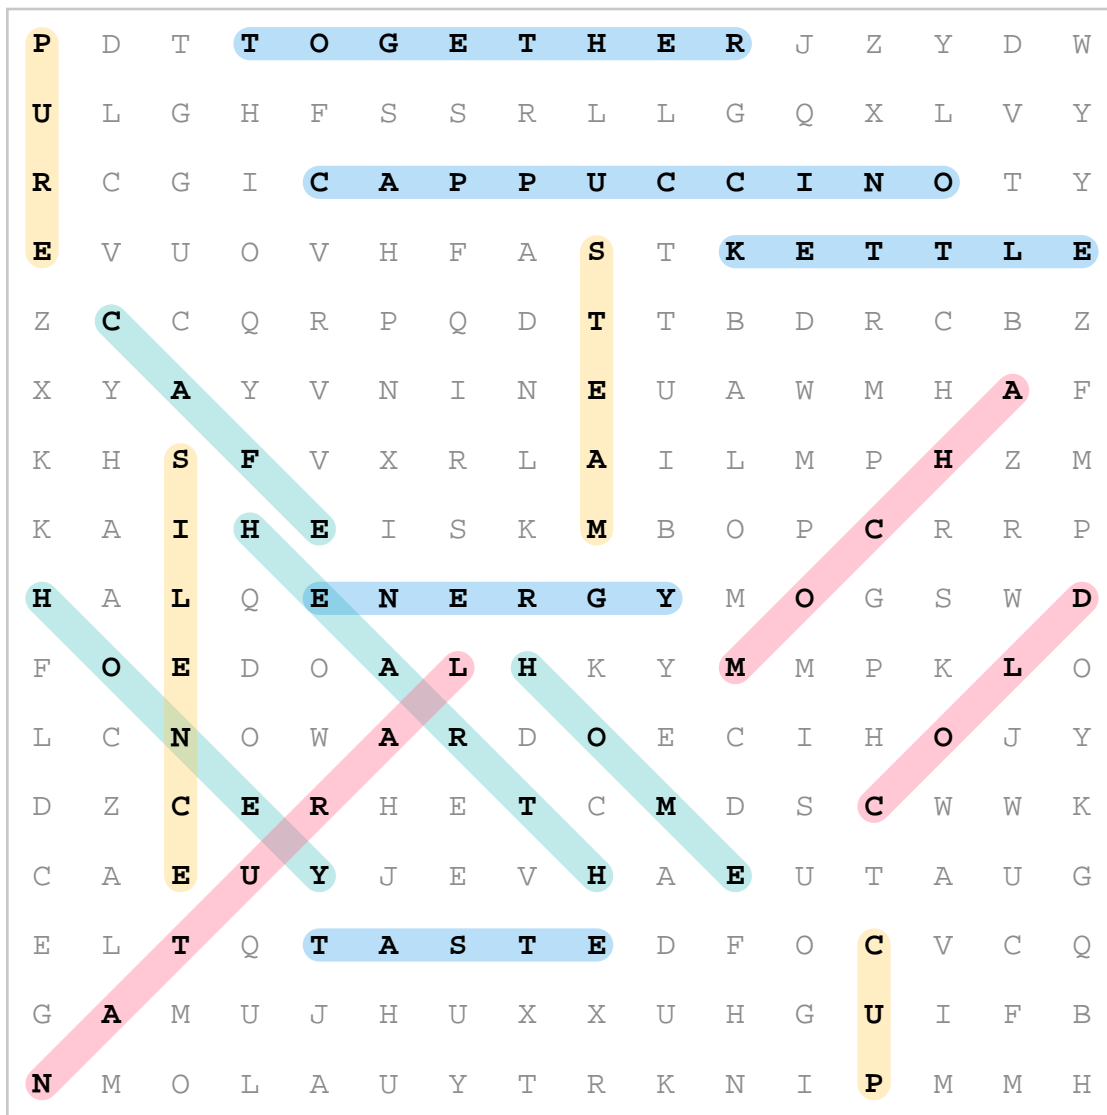 P D T T O G E T H E R J Z Y D W
U L G H F S S R L L G Q X L V Y
R C G I C A P P U C C I N O T Y
E V U O V H F A S T K E T T L E
Z C C Q R P Q D T T B D R C B Z
X Y A Y V N I N E U A W M H A F
K H S F V X R L A I L M P H Z M
K A I H E I S K M B O P C R R P
H A L Q E N E R G Y M O G S W D
F O E D O A L H K Y M M P K L O
L C N O W A R D O E C I H O J Y
D Z C E R H E T C M D S C W W K
C A E U Y J E V H A E U T A U G
E L T Q T A S T E D F O C V C Q
G A M U J H U X X U H G U I F B
N M O L A U Y T R K N I P M M H